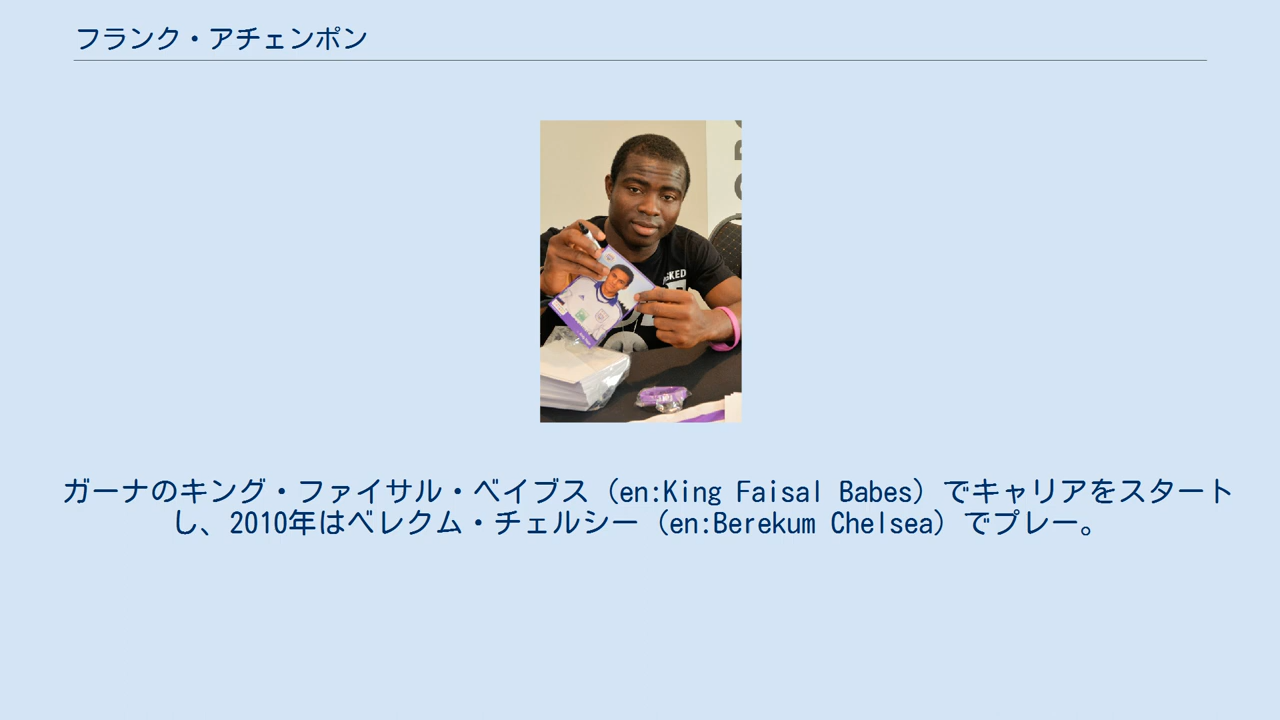 フランク・アチェンポン
ガーナのキング・ファイサル・ベイブス（en:King Faisal Babes）でキャリアをスタート
し、2010年はベレクム・チェルシー（en:Berekum Chelsea）でプレー。